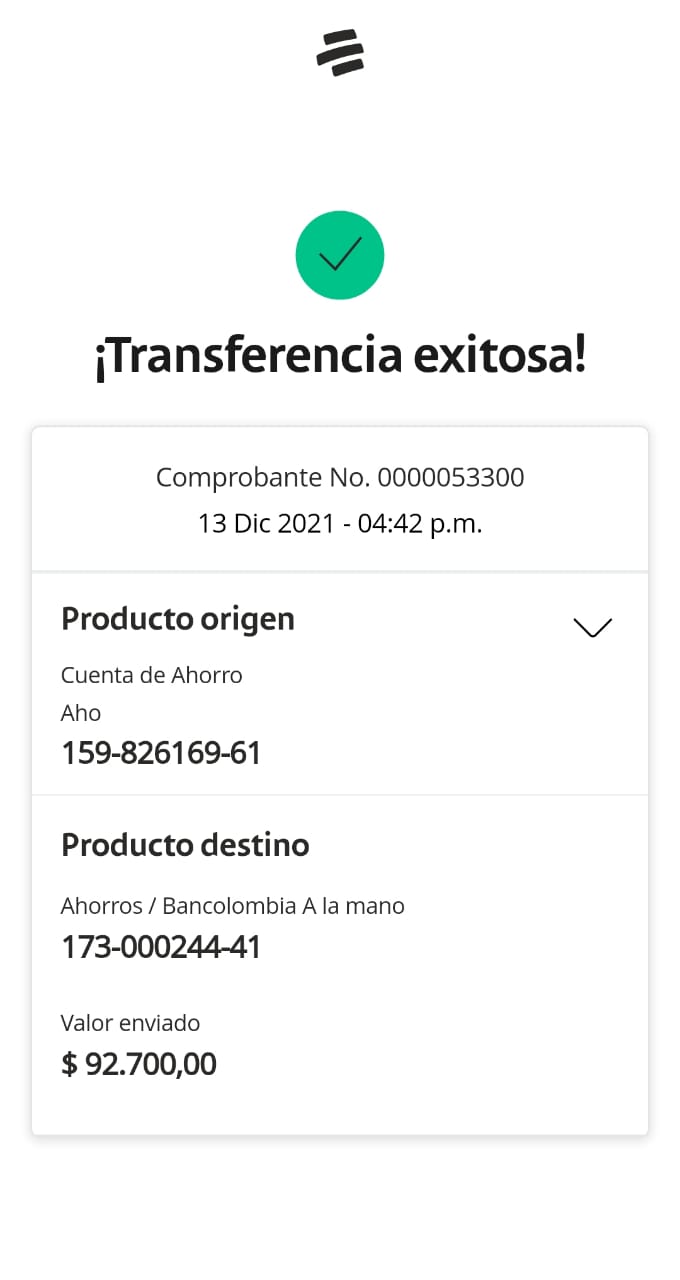 ¡Transferencia exitosa!
Comprobante No. 0000053300
13 Dic 2021 - 04:42 p.m.
Producto origen
Cuenta de Ahorro
Aho
159-826169-61
Producto destino
Ahorros / Bancolombia A la mano
173-000244-41
Valor enviado
$ 92.700,00